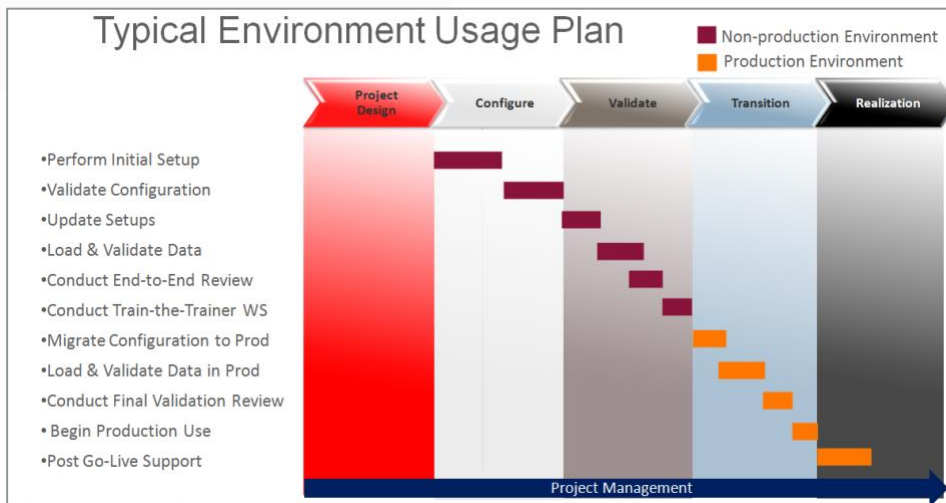 Typical Environment Usage Plan
Non-production Environment
Production Environment
Project
Design
Configure
Validate
Transition
Realization
•Perform Initial Setup
•Validate Configuration
•Update Setups
•Load & Validate Data
•Conduct End-to-End Review
•Conduct Train-the-Trainer WS
•Migrate Configuration to Prod
•Load & Validate Data in Prod
•Conduct Final Validation Review
• Begin Production Use
•Post Go-Live Support
Project Management